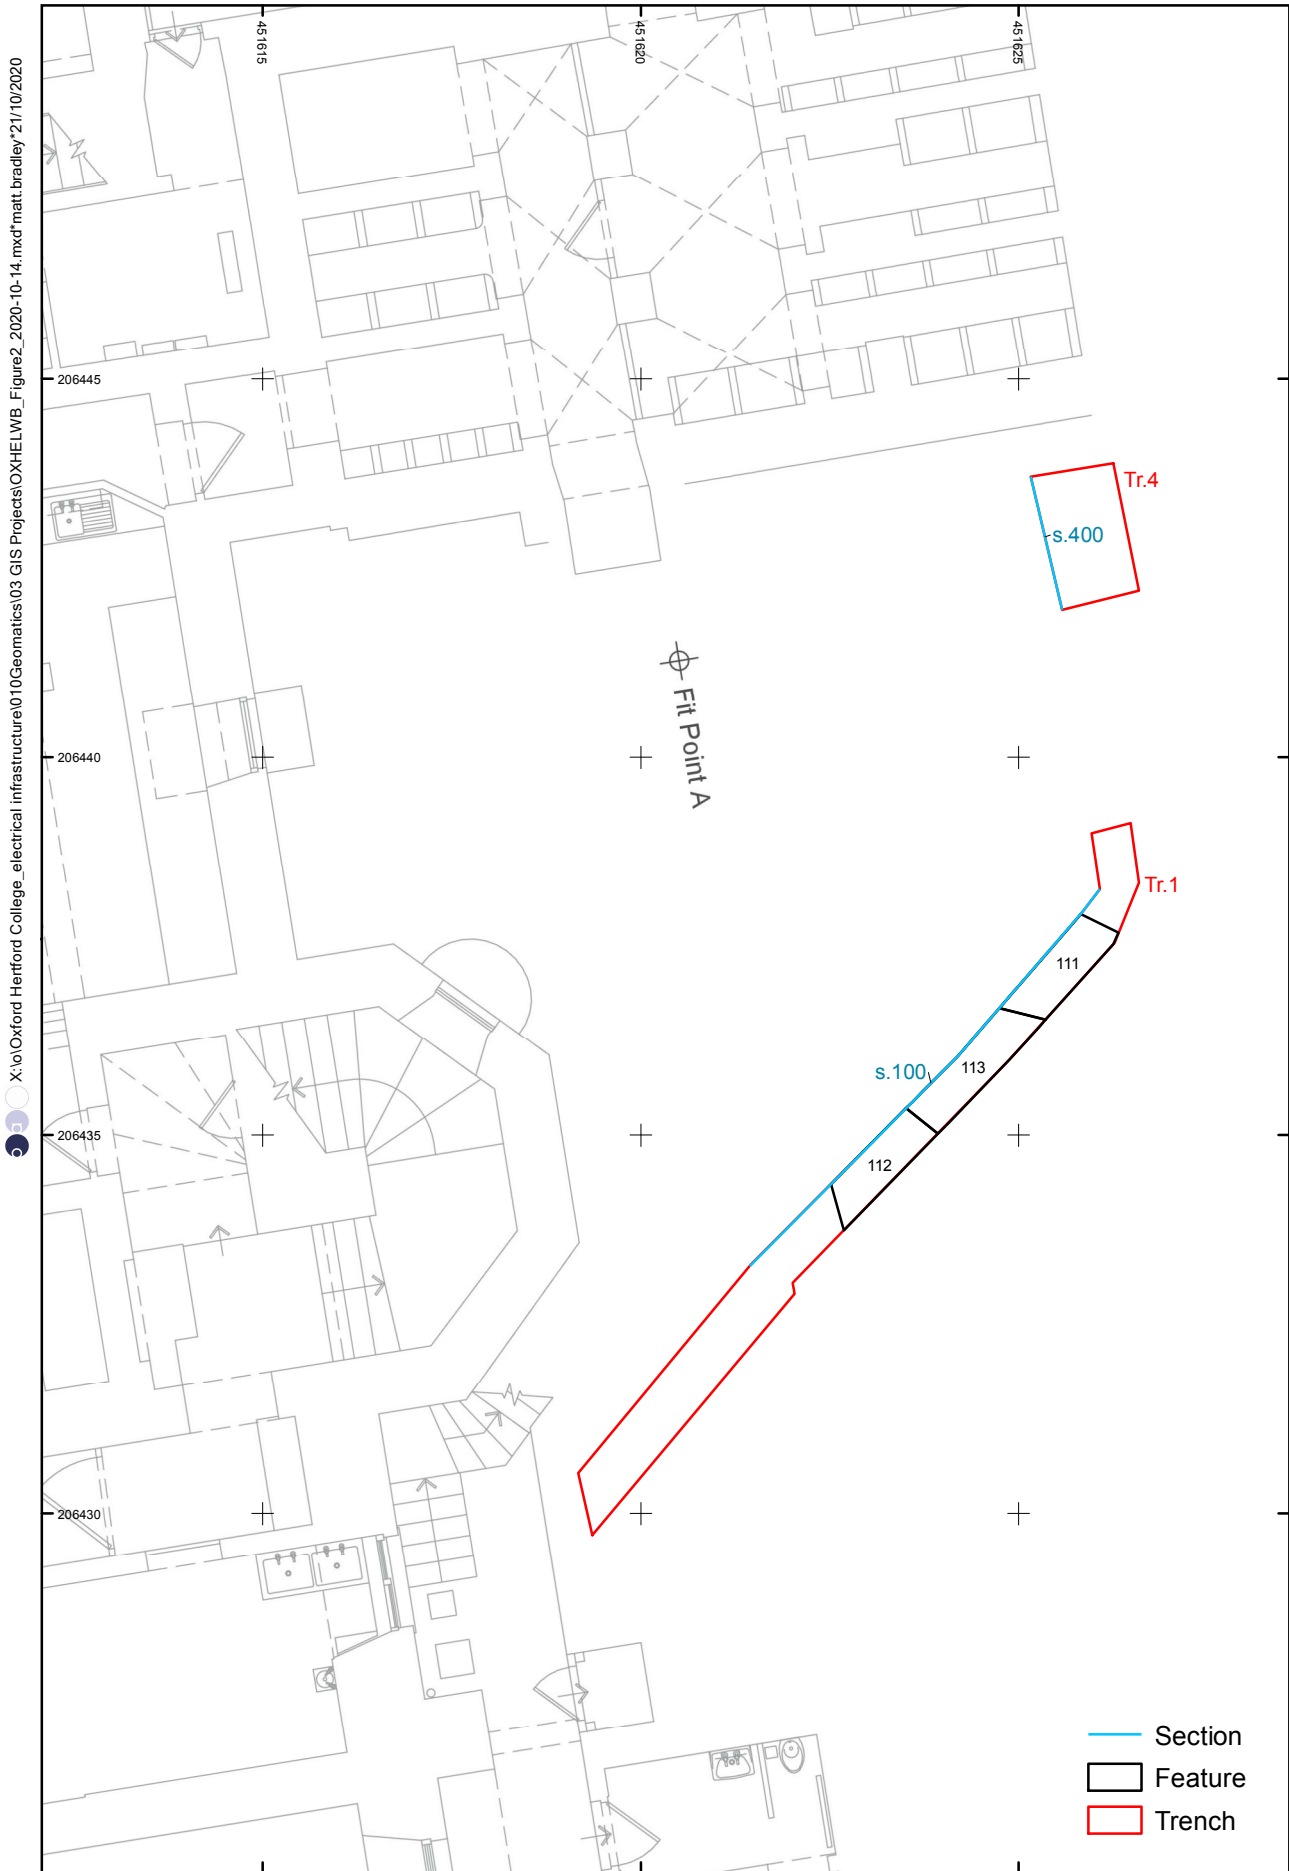 X:\o\Oxford Hertford College_electrical infrastructure\010Geomatics\03 GIS Projects\OXHELWB_Figure2_2020-10-14.mxd*matt.bradley*21/10/2020
451615
451620
451625
206445
Tr.4
s.400
Fit Point A
206440
Tr.1
111
113
s.100
206435
112
206430
Section
Feature
Trench